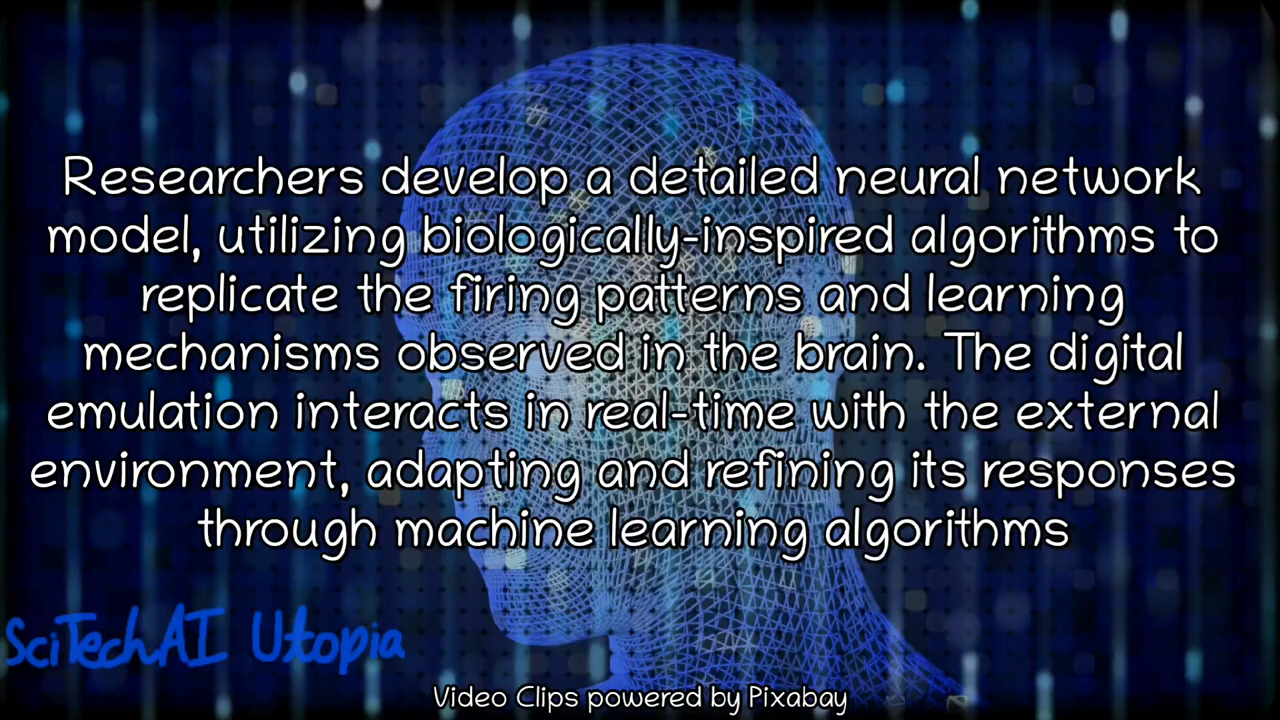 Researchers develop a detailed neural network
model, utilizing biologically-inspired algorithms to
replicate the firing patterns and learning
mechanisms observed in the brain. The digital
emulation interacts in real-time with the external
environment, adapting and refining its responses
through machine learning algorithms
SciTechAI Utopia
Video Clips powered by Pixabay